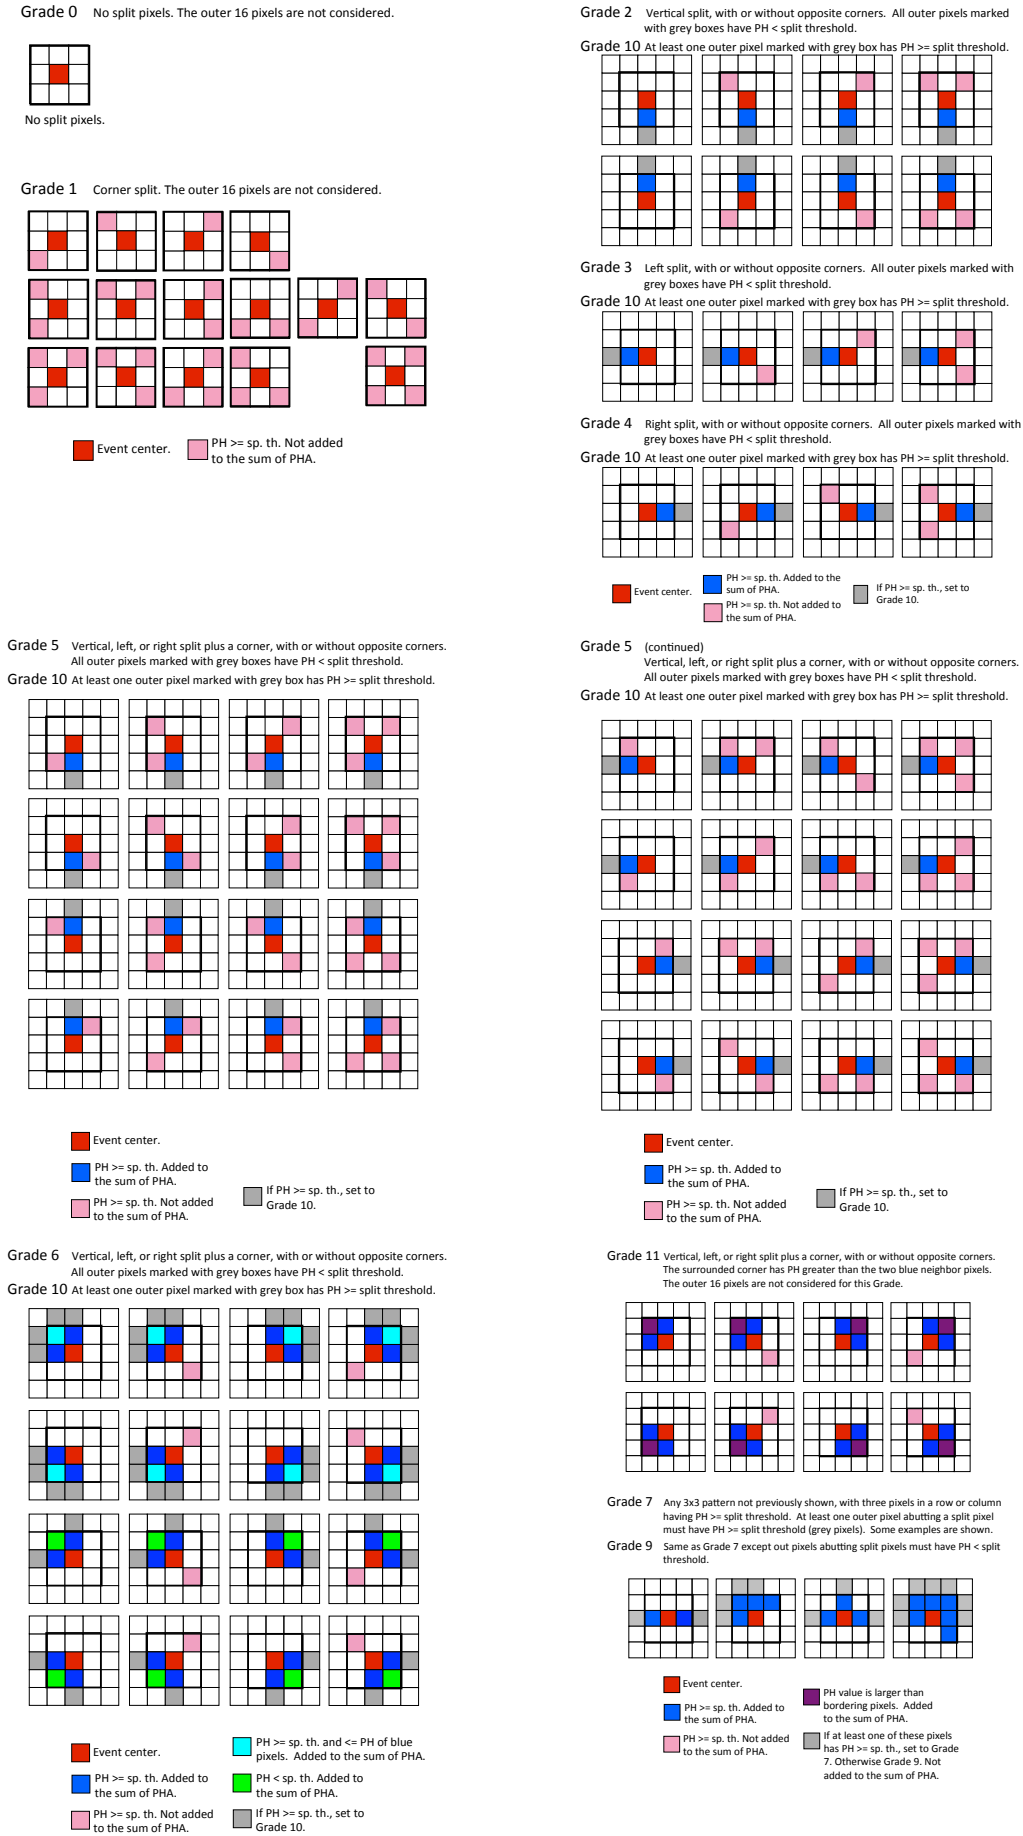 Grade 0 No split pixels. The outer 16 pixels are not considered.
No split pixels.
Grade 1 Corner split. The outer 16 pixels are not considered.
Event center.
PH >= sp. th. Not added
to the sum of PHA.
Grade 2 Vertical split, with or without opposite corners. All outer pixels marked
with grey boxes have PH < split threshold.
Grade 10 At least one outer pixel marked with grey box has PH >= split threshold.
Grade 3 Left split, with or without opposite corners. All outer pixels marked with
grey boxes have PH < split threshold.
Grade 10 At least one outer pixel marked with grey box has PH >= split threshold.
Grade 4 Right split, with or without opposite corners. All outer pixels marked with
grey boxes have PH < split threshold.
Grade 10 At least one outer pixel marked with grey box has PH >= split threshold.
Event center.
PH >= sp. th. Added to the
sum of PHA.
PH >= sp. th. Not added to
the sum of PHA.
If PH >= sp. th., set to
Grade 10.
Grade 5 Vertical, left, or right split plus a corner, with or without opposite corners.
All outer pixels marked with grey boxes have PH < split threshold.
Grade 10 At least one outer pixel marked with grey box has PH >= split threshold.
Event center.
PH >= sp. th. Added to
the sum of PHA.
PH >= sp. th. Not added
to the sum of PHA.
If PH >= sp. th., set to
Grade 10.
Grade 5 (continued)
Vertical, left, or right split plus a corner, with or without opposite corners.
All outer pixels marked with grey boxes have PH < split threshold.
Grade 10 At least one outer pixel marked with grey box has PH >= split threshold.
Event center.
PH >= sp. th. Added to
the sum of PHA.
PH >= sp. th. Not added
to the sum of PHA.
If PH >= sp. th., set to
Grade 10.
Grade 6 Vertical, left, or right split plus a corner, with or without opposite corners.
All outer pixels marked with grey boxes have PH < split threshold.
Grade 10 At least one outer pixel marked with grey box has PH >= split threshold.
Event center.
PH >= sp. th. Added to
the sum of PHA.
PH >= sp. th. Not added
to the sum of PHA.
PH >= sp. th. and <= PH of blue
pixels. Added to the sum of PHA.
PH < sp. th. Added to
the sum of PHA.
If PH >= sp. th., set to
Grade 10.
Grade 11 Vertical, left, or right split plus a corner, with or without opposite corners.
The surrounded corner has PH greater than the two blue neighbor pixels.
The outer 16 pixels are not considered for this Grade.
Grade 7 Any 3x3 pattern not previously shown, with three pixels in a row or column
having PH >= split threshold. At least one outer pixel abutting a split pixel
must have PH >= split threshold (grey pixels). Some examples are shown.
Grade 9 Same as Grade 7 except out pixels abutting split pixels must have PH < split
threshold.
Event center.
PH >= sp. th. Added to
the sum of PHA.
PH >= sp. th. Not added
to the sum of PHA.
PH value is larger than
bordering pixels. Added
to the sum of PHA.
If at least one of these pixels
has PH >= sp. th., set to Grade
7. Otherwise Grade 9. Not
added to the sum of PHA.